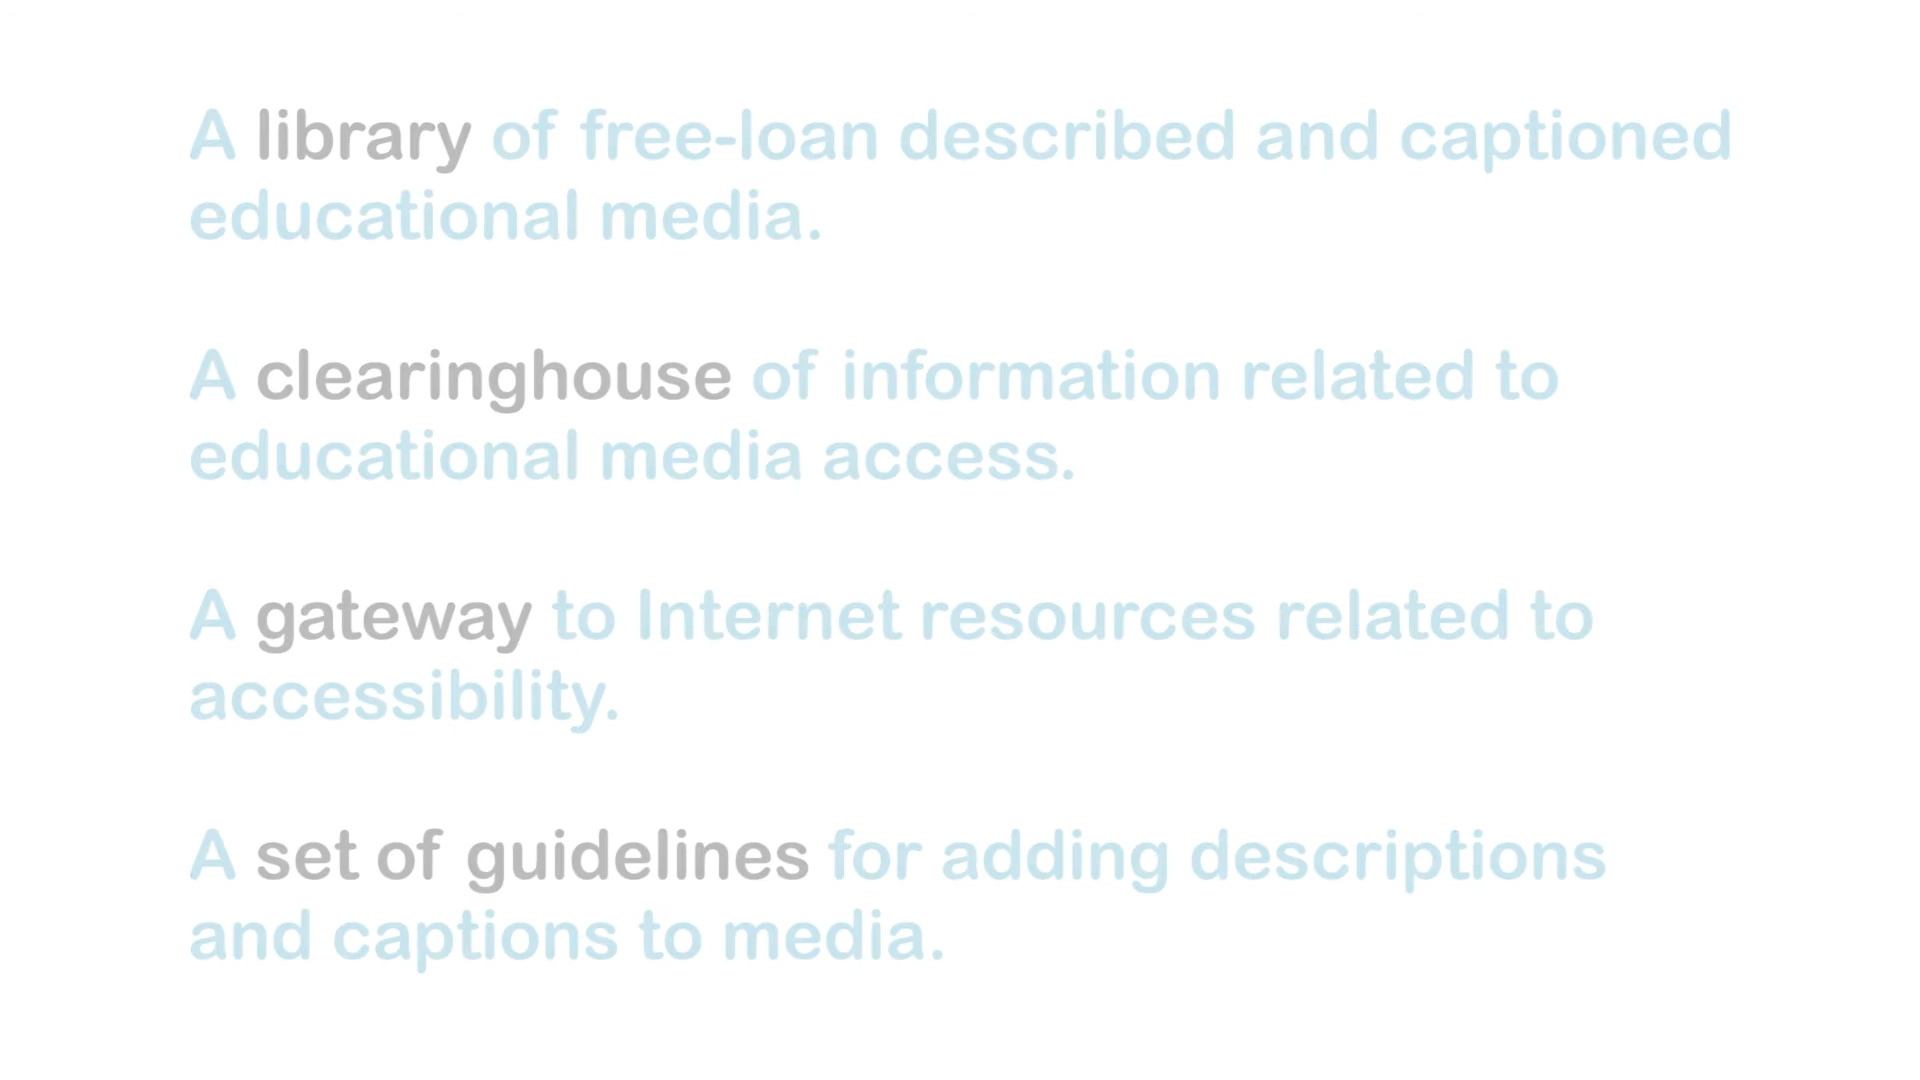 A library of free-loan described and captioned
educational media.
A clearinghouse of information related to
educational media access.
A gateway to Internet resources related to
accessibility.
A set of guidelines for adding descriptions
and captions to media.